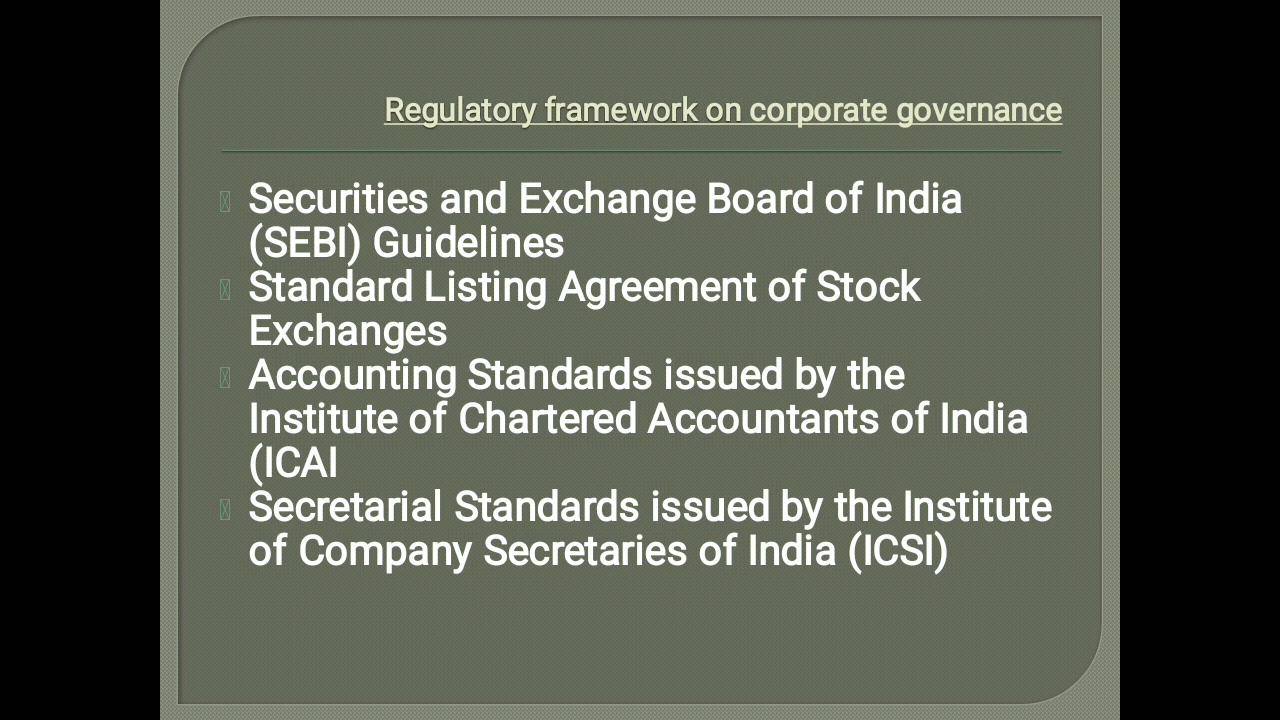 Regulatory framework on corporate governance
Securities and Exchange Board of India
(SEBI) Guidelines
Standard Listing Agreement of Stock
Exchanges
Accounting Standards issued by the
Institute of Chartered Accountants of India
(ICAI
Secretarial Standards issued by the Institute
of Company Secretaries of India (ICSI)